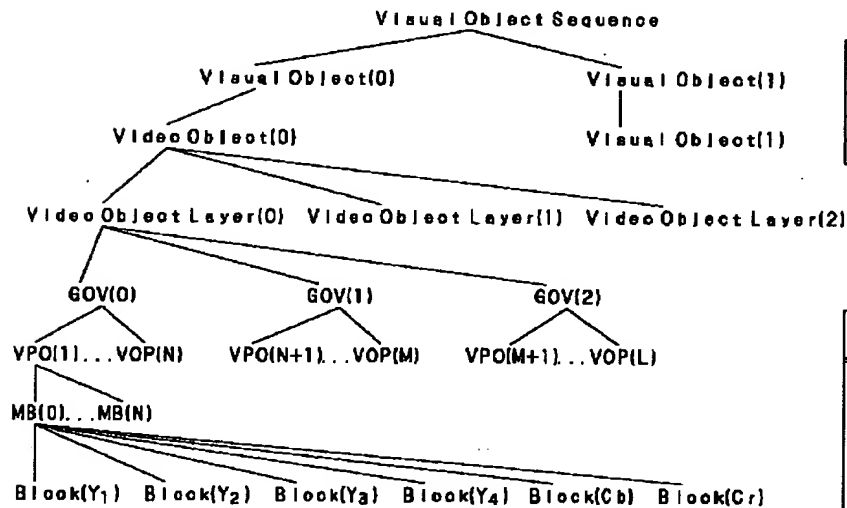 Visual Object Sequence
Visual Object(0) Visual Object(1)
Video Object(0) Visual Object(1)
Video Object Layer(0) Video Object Layer(1) Video Object Layer(2)
GOV(0) GOV(1) GOV(2)
VPO(1)...VOP(N) VPO(N+1)...VOP(M) VPO(M+1)...VOP(L)
MB(0)...MB(N)
Block(Y1) Block(Y2) Block(Y3) Block(Y4) Block(Cb) Block(Cr)